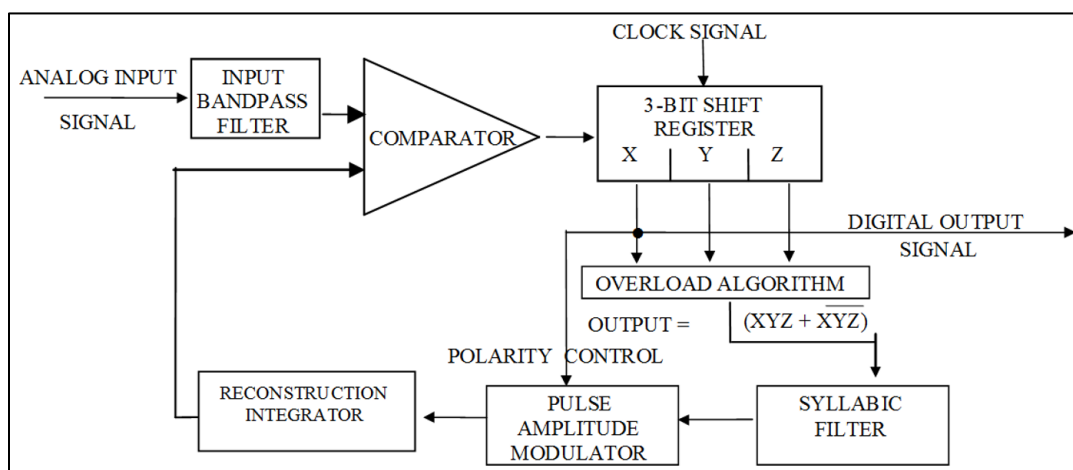 CLOCK SIGNAL
ANALOG INPUT
SIGNAL
INPUT
BANDPASS
FILTER
COMPARATOR
3-BIT SHIFT
REGISTER
X Y Z
DIGITAL OUTPUT
SIGNAL
OVERLOAD ALGORITHM
OUTPUT = (XYZ + X̅Y̅Z̅)
POLARITY CONTROL
RECONSTRUCTION
INTEGRATOR
PULSE
AMPLITUDE
MODULATOR
SYLLABIC
FILTER